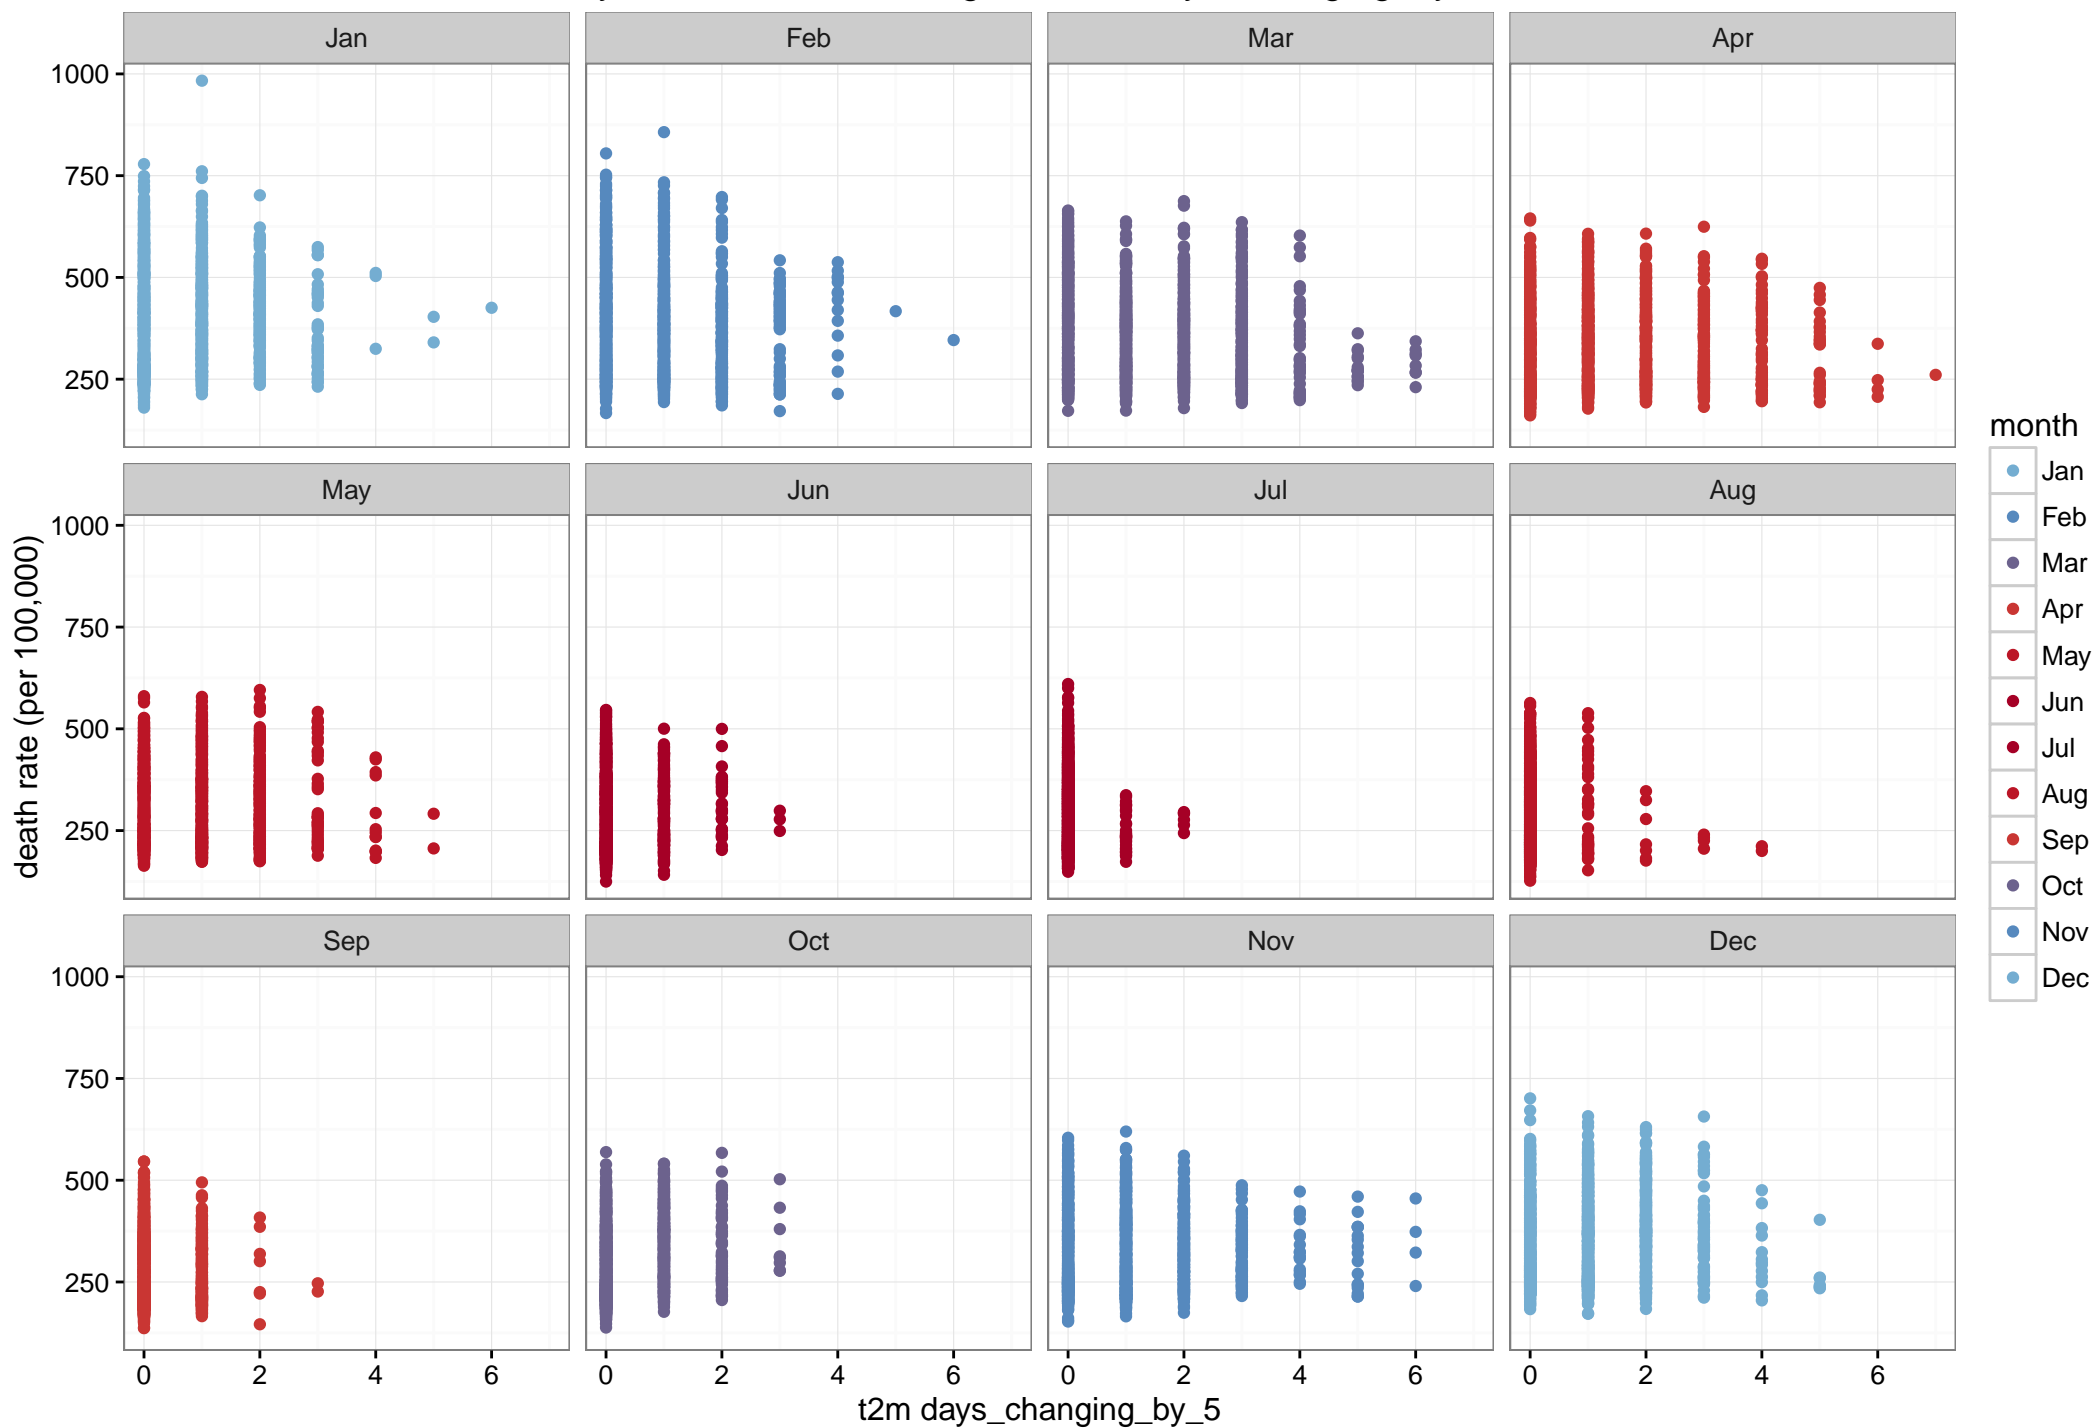 Jan Feb Mar Apr
1000
750
500
250
May Jun Jul Aug
1000
750
500
250
death rate (per 100,000)
Sep Oct Nov Dec
1000
750
500
250
0 2 4 6 0 2 4 6 0 2 4 6 0 2 4 6
t2m days_changing_by_5
month
Jan
Feb
Mar
Apr
May
Jun
Jul
Aug
Sep
Oct
Nov
Dec